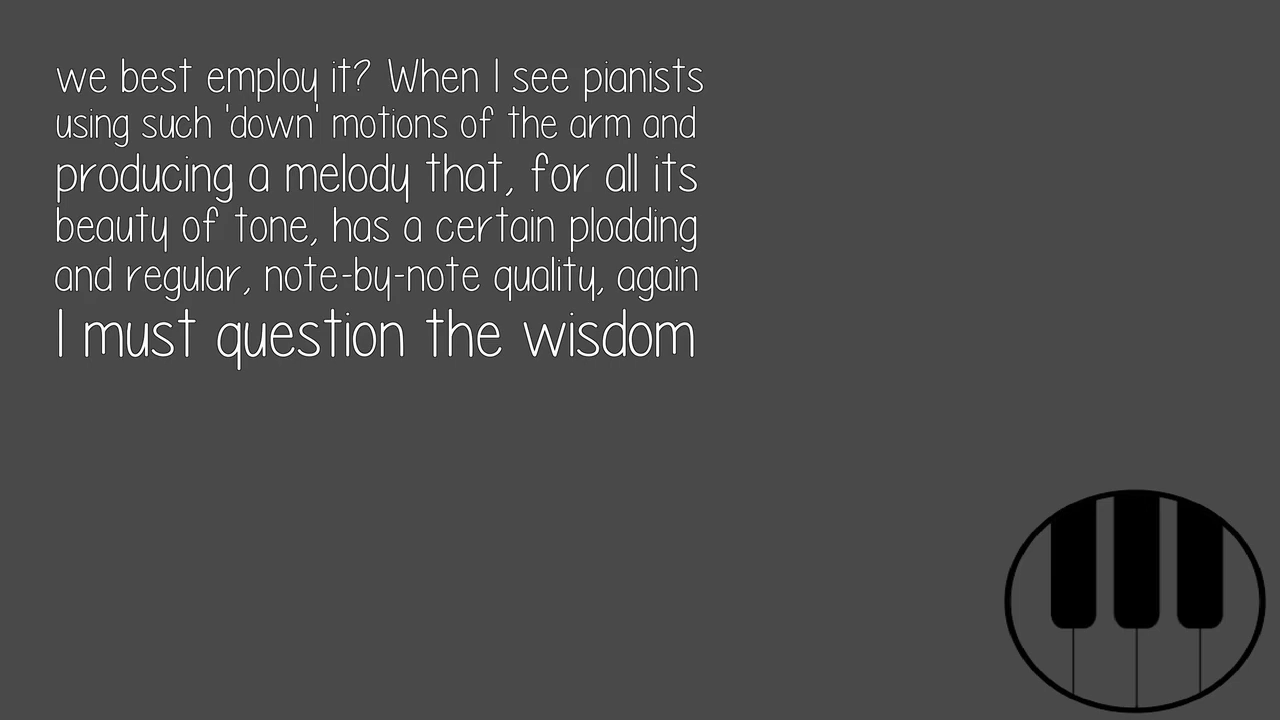 we best employ it? When I see pianists
using such 'down' motions of the arm and
producing a melody that, for all its
beauty of tone, has a certain plodding
and regular, note-by-note quality, again
I must question the wisdom